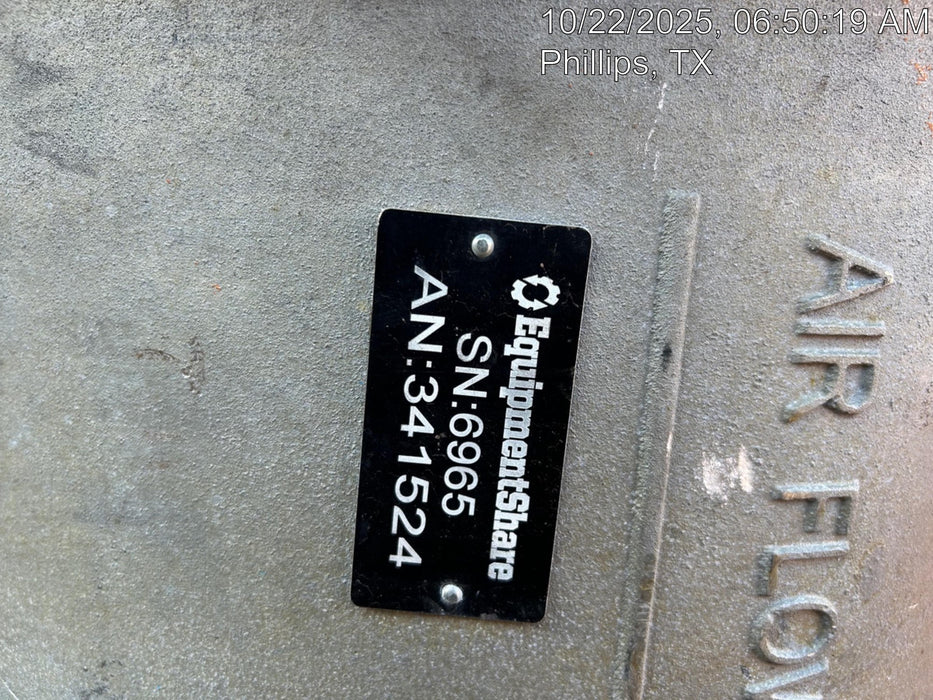 10/22/2025, 06:50:19 AM
Phillips, TX
EquipmentShare
SN:6965
AN:341524
AIR FLOW